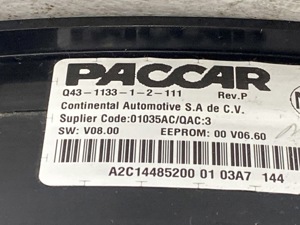 PACCAR
Q43-1133-1-2-111 Rev.P
Continental Automotive S.A de C.V.
Suplier Code:01035AC/QAC:3
SW: V08.00 EEPROM: 00 V06.60
A2C14485200 01 03A7 144